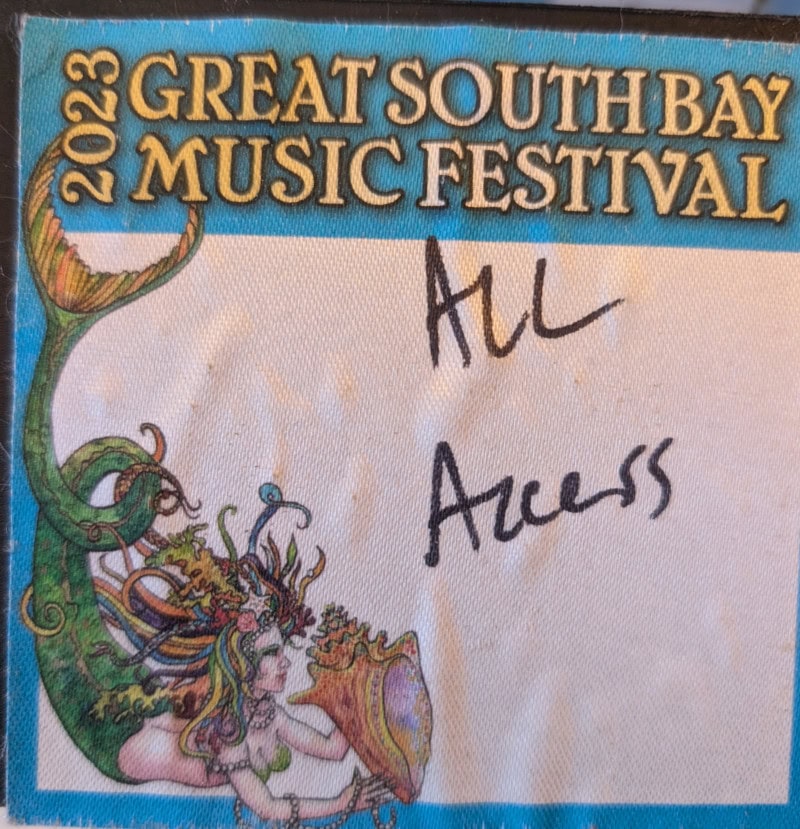 2023
GREAT SOUTH BAY
MUSIC FESTIVAL
ALL
Access